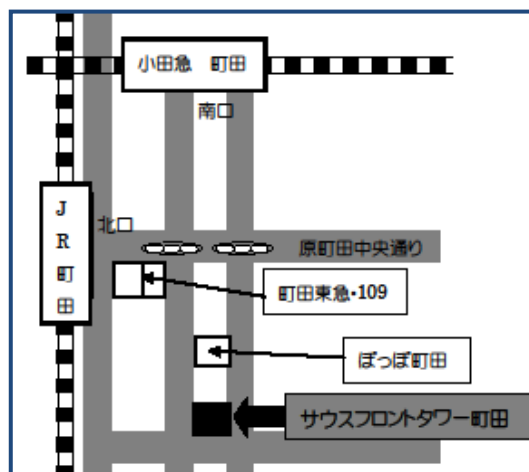 小田急 町田
南口
JR町田
北口
原町田中央通り
町田東急・109
ぽっぽ町田
サウスフロントタワー町田